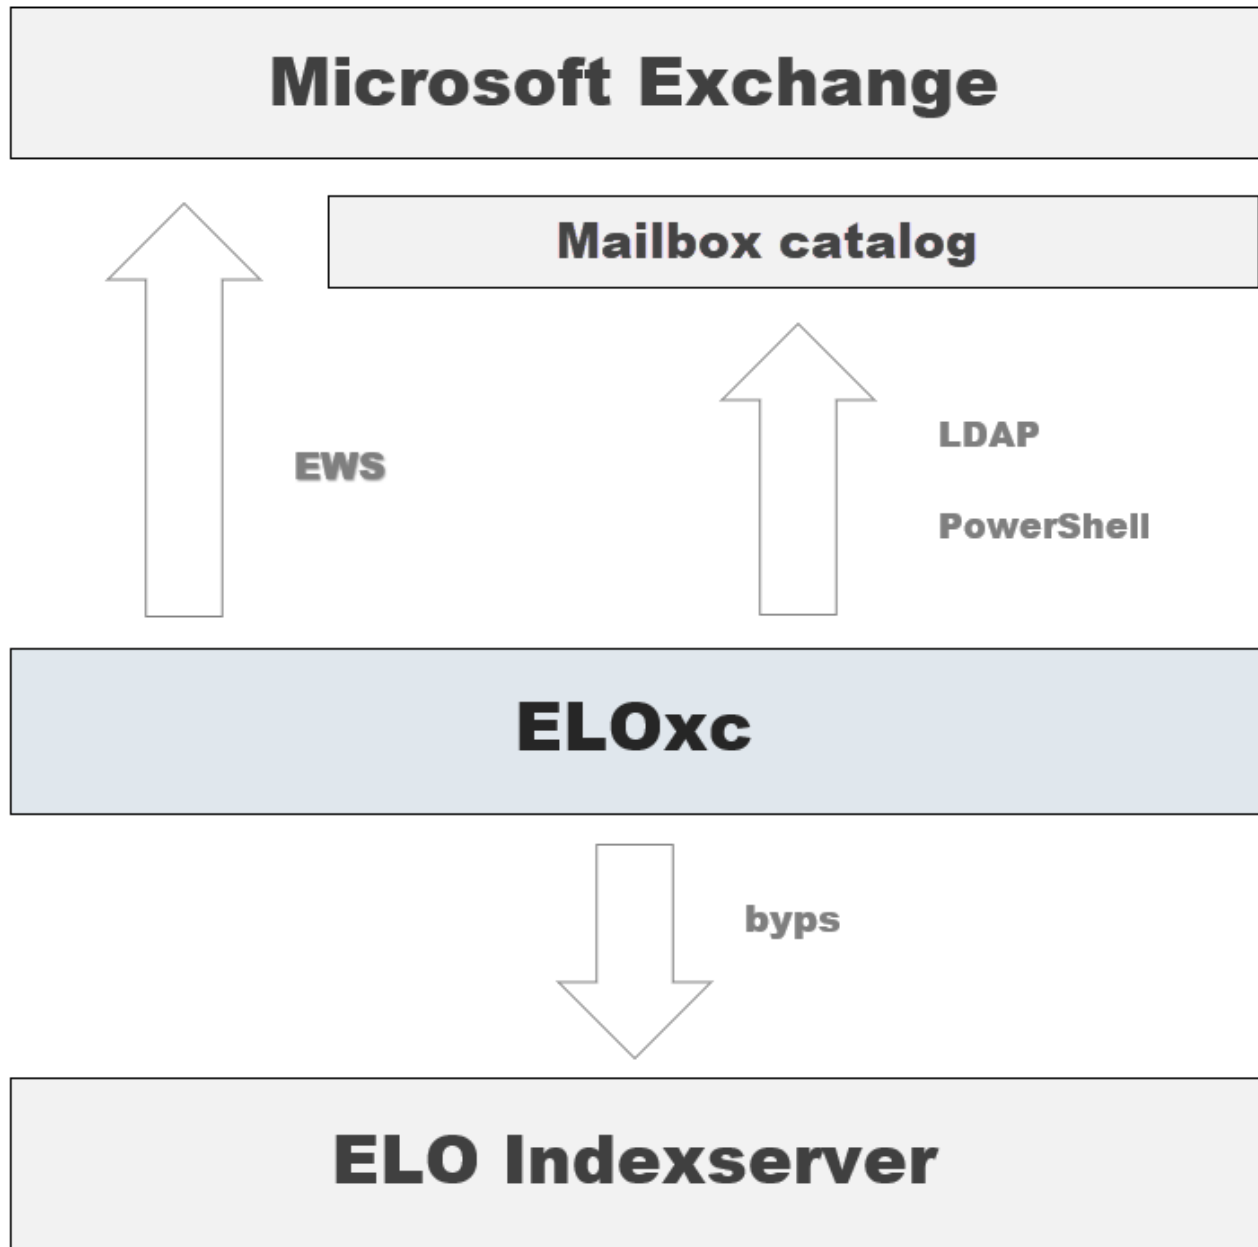 Microsoft Exchange
Mailbox catalog
EWS
LDAP
PowerShell
ELOxc
byps
ELO Indexserver